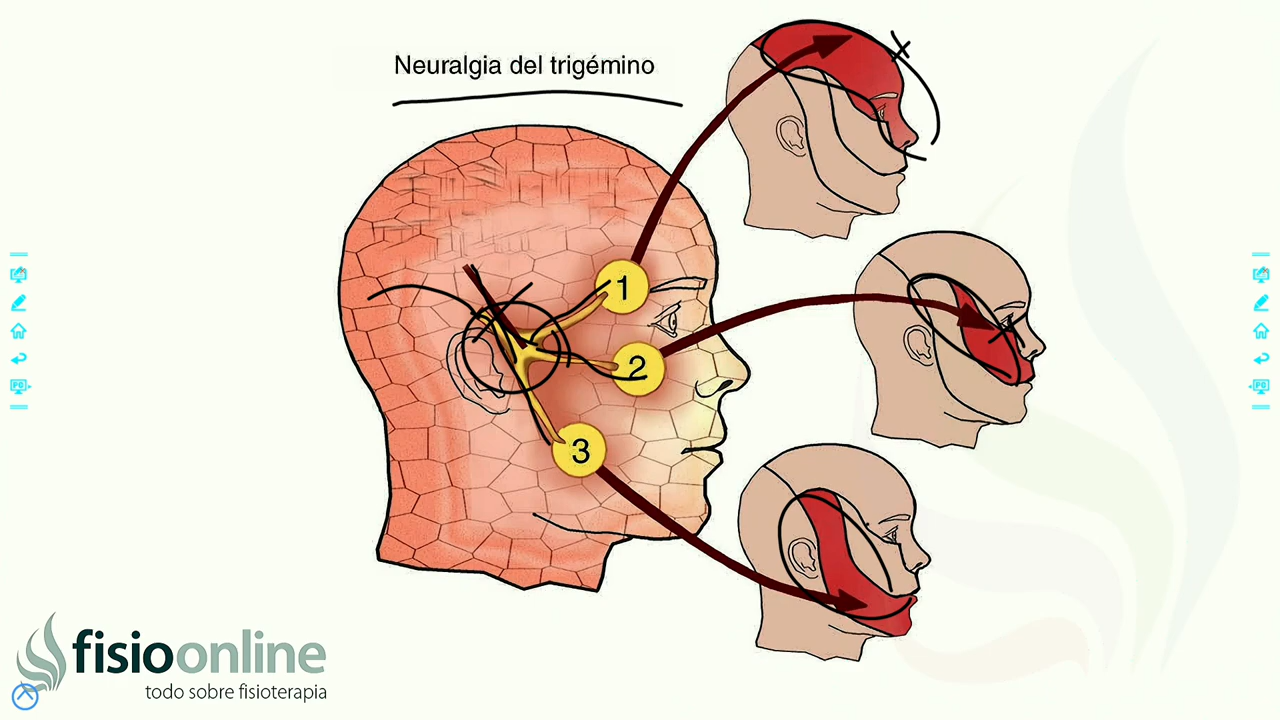 Neuralgia del trigémino
1
2
3
fisioonline
todo sobre fisioterapia